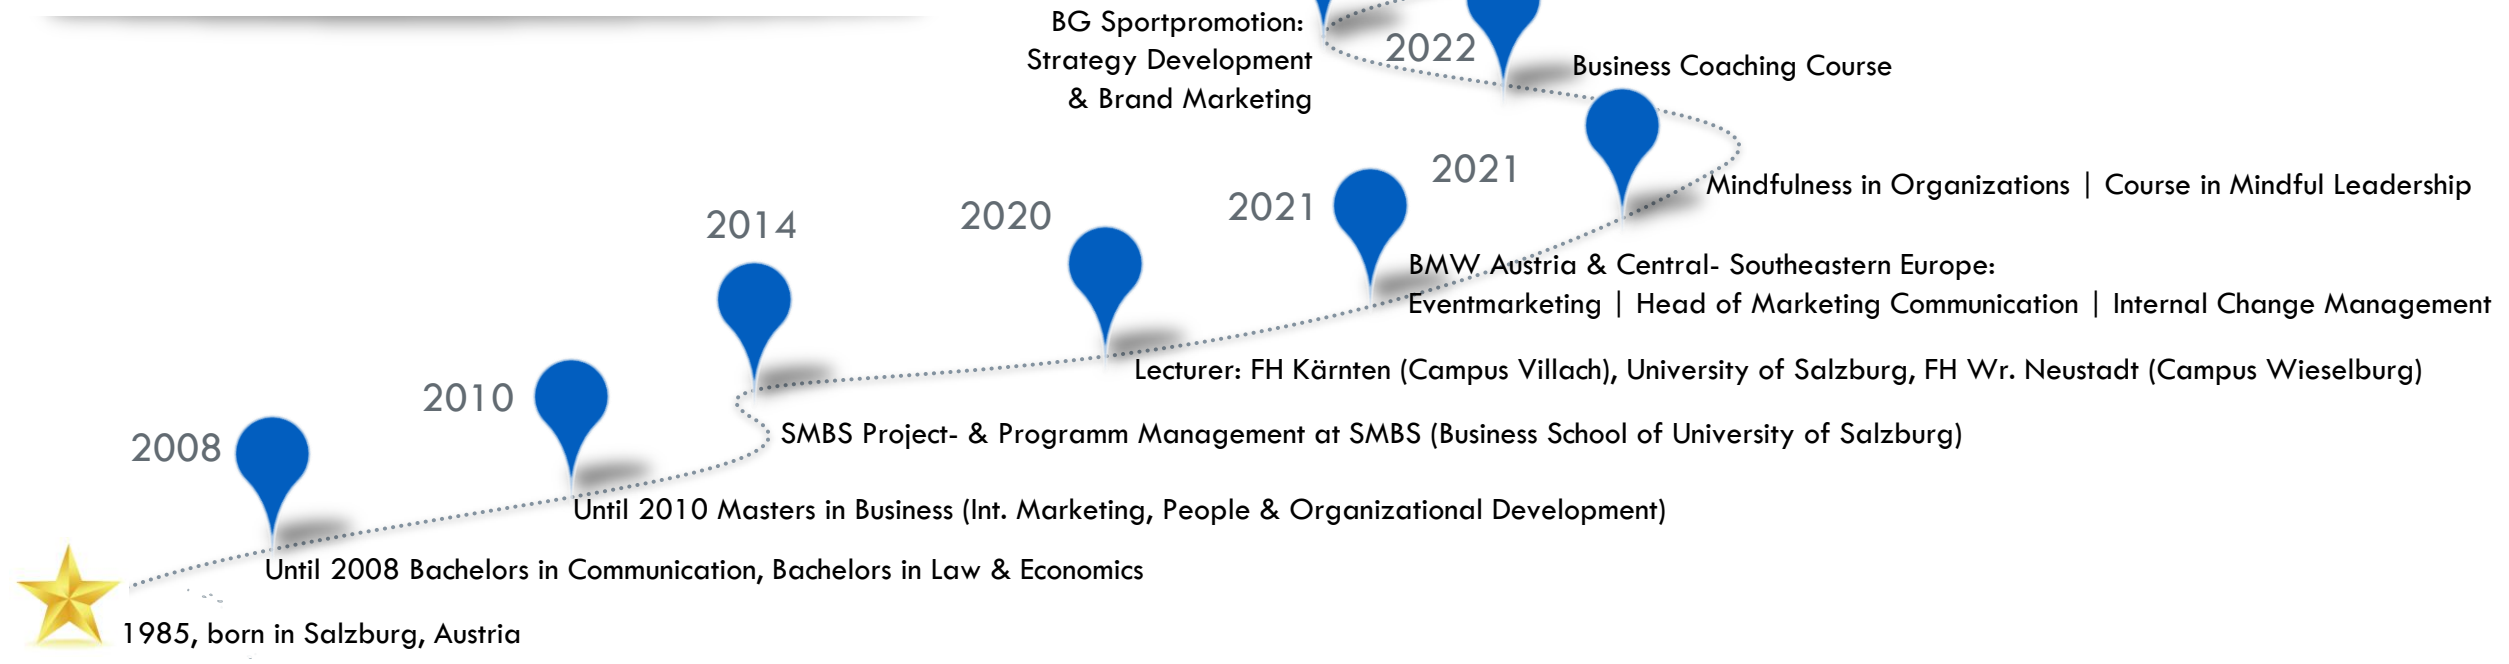 BG Sportpromotion:
Strategy Development
& Brand Marketing
2022
Business Coaching Course
2021
Mindfulness in Organizations | Course in Mindful Leadership
2021
BMW Austria & Central- Southeastern Europe:
Eventmarketing | Head of Marketing Communication | Internal Change Management
2020
Lecturer: FH Kärnten (Campus Villach), University of Salzburg, FH Wr. Neustadt (Campus Wieselburg)
2014
SMBS Project- & Programm Management at SMBS (Business School of University of Salzburg)
2010
Until 2010 Masters in Business (Int. Marketing, People & Organizational Development)
2008
Until 2008 Bachelors in Communication, Bachelors in Law & Economics
1985, born in Salzburg, Austria